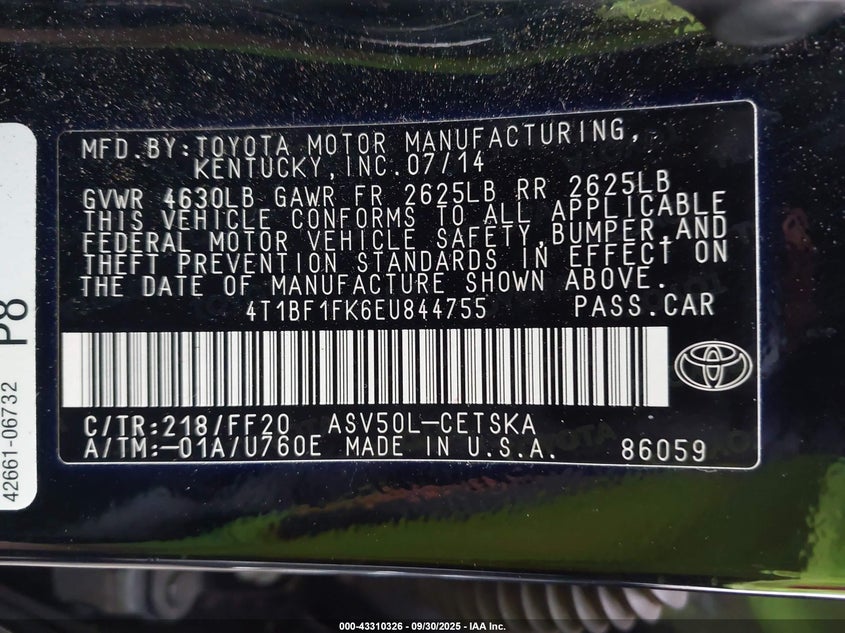 MFD.BY:TOYOTA MOTOR MANUFACTURING,
KENTUCKY,INC.07/14
GVWR 4630LB GAWR FR 2625LB RR 2625LB
THIS VEHICLE CONFORMS TO ALL APPLICABLE
FEDERAL MOTOR VEHICLE SAFETY,BUMPER,AND
THEFT PREVENTION STANDARDS IN EFFECT ON
THE DATE OF MANUFACTURE SHOWN ABOVE.
4T1BF1FK6EU844755 PASS.CAR
C/TR:218/FF20 ASV50L-CETSKA
A/TM:-01A/U760E MADE IN U.S.A. 86059
P8
42661-06732
000-43310326 - 09/30/2025 - IAA Inc.